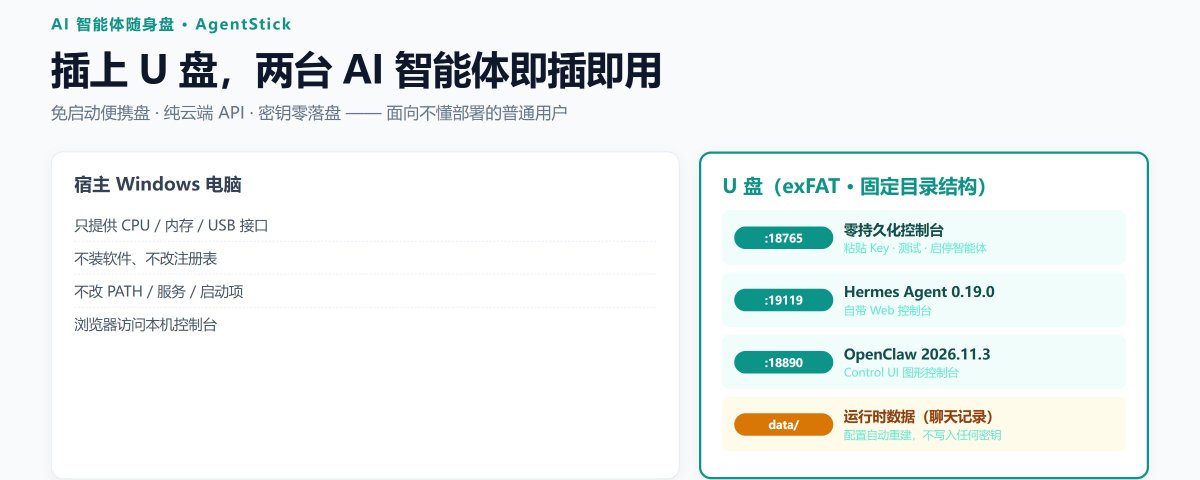 AI 智能体随身盘 • AgentStick
插上 U 盘，两台 AI 智能体即插即用
免启动便携盘 · 纯云端 API · 密钥零落盘 —— 面向不懂部署的普通用户
宿主 Windows 电脑
只提供 CPU / 内存 / USB 接口
不装软件、不改注册表
不改 PATH / 服务 / 启动项
浏览器访问本机控制台
U 盘（exFAT • 固定目录结构）
:18765
零持久化控制台
粘贴 Key · 测试 · 启停智能体
:19119
Hermes Agent 0.19.0
自带 Web 控制台
:18890
OpenClaw 2026.11.3
Control UI 图形控制台
data/
运行时数据（聊天记录）
配置自动重建，不写入任何密钥